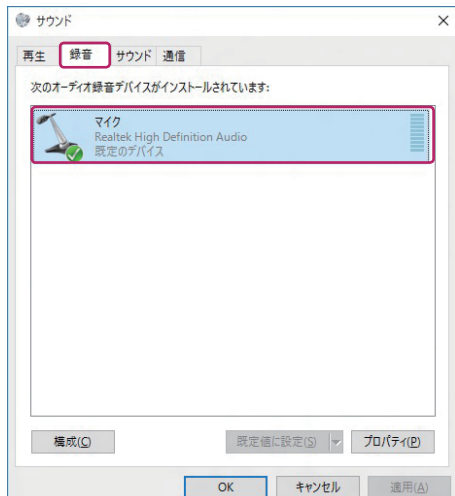 サウンド
再生 録音 サウンド 通信
次のオーディオ録音デバイスがインストールされています:
マイク
Realtek High Definition Audio
既定のデバイス
構成(C) 既定値に設定(S) プロパティ(P)
OK キャンセル 適用(A)